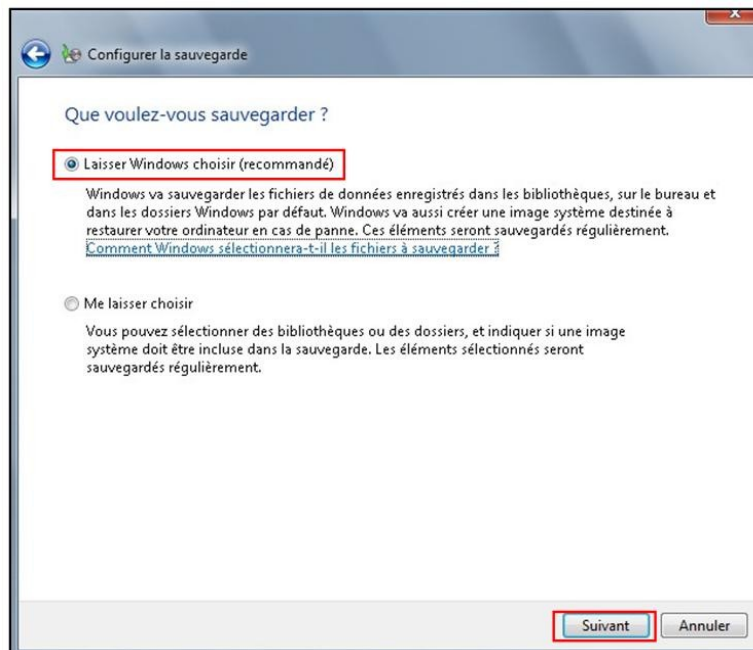 Configurer la sauvegarde
Que voulez-vous sauvegarder ?
Laisser Windows choisir (recommandé)
Windows va sauvegarder les fichiers de données enregistrés dans les bibliothèques, sur le bureau et
dans les dossiers Windows par défaut. Windows va aussi créer une image système destinée à
restaurer votre ordinateur en cas de panne. Ces éléments seront sauvegardés régulièrement.
Comment Windows sélectionnera-t-il les fichiers à sauvegarder ?
Me laisser choisir
Vous pouvez sélectionner des bibliothèques ou des dossiers, et indiquer si une image
système doit être incluse dans la sauvegarde. Les éléments sélectionnés seront
sauvegardés régulièrement.
Suivant Annuler